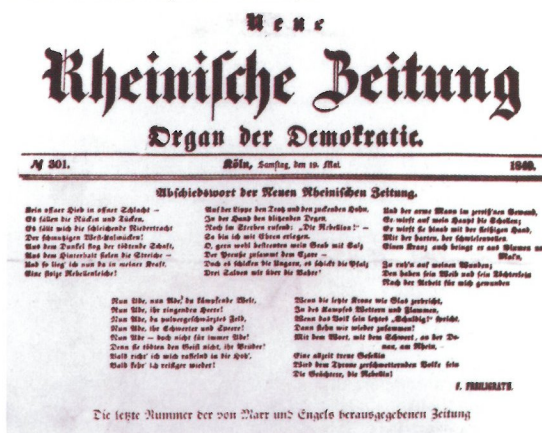 Neue
Rheinische Zeitung
Organ der Demokratie.
№ 301. Köln, Samstag, den 19. Mai. 1849.
Abschiedswort der Neuen Rheinischen Zeitung.
Kein offner Hieb in offner Schlacht –
Es fällen die Nücken und Tücken,
Es fällt mich die schleichende Niedertracht
Der schmutzigen Westkalmücken!
Aus dem Dunkel flog der tödtende Schaft,
Aus dem Hinterhalt fielen die Streiche –
Und so lieg' ich nun da in meiner Kraft,
Eine stolze Rebellenleiche!
Auf der Lippe den Trotz und den zuckenden Hohn,
In der Hand den blitzenden Degen,
Noch im Sterben rufend: „Die Rebellion!" –
So bin ich mit Ehren erlegen.
O, gern wohl bestreuten mein Grab mit Salz
Der Preuße zusammt dem Czare –
Doch es schicken die Ungarn, es schickt die Pfalz
Drei Salven mir über die Bahre!
Und der arme Mann im zerriss'nen Gewand,
Er wirft auf mein Haupt die Schollen;
Er wirft sie hinab mit der fleißigen Hand,
Mit der harten, der schwielenvollen.
Einen Kranz auch bringt er aus Blumen und
Mai'n,
Zu ruh'n auf meinen Wunden;
Den haben sein Weib und sein Töchterlein
Nach der Arbeit für mich gewunden
Nun Ade, nun Ade, du kämpfende Welt,
Nun Ade, ihr ringenden Heere!
Nun Ade, du pulvergeschwärztes Feld,
Nun Ade, ihr Schwerter und Speere!
Nun Ade – doch nicht für immer Ade!
Denn sie tödten den Geist nicht, ihr Brüder!
Bald richt' ich mich rasselnd in die Höh',
Bald kehr' ich reisiger wieder!
Wenn die letzte Krone wie Glas zerbricht,
In des Kampfes Wettern und Flammen,
Wenn das Volk sein letztes „Schuldig!" spricht,
Dann stehn wir wieder zusammen!
Mit dem Wort, mit dem Schwert, an der Do-
nau, am Rhein, –
Eine allzeit treue Gesellin
Wird dem Throne zerschmetternden Volke sein
Die Geächtete, die Rebellin!
F. FREILIGRATH.
Die letzte Nummer der von Marx und Engels herausgegebenen Zeitung